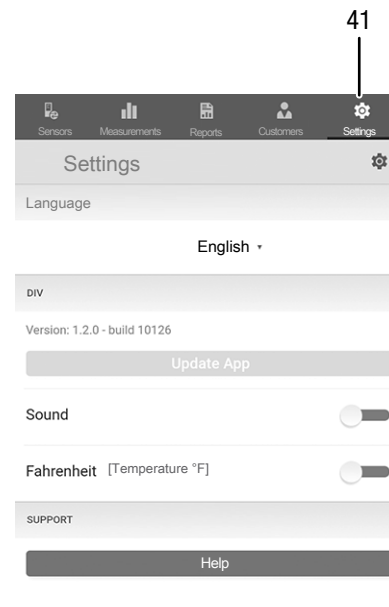 41
Sensors Measurements Reports Customers Settings
Settings
Language
English
DIV
Version: 1.2.0 - build 10126
Update App
Sound
Fahrenheit [Temperature °F]
SUPPORT
Help